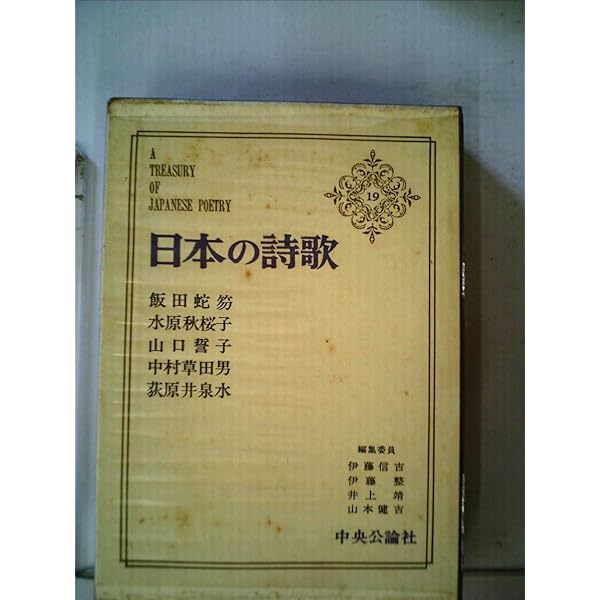 A
TREASURY
OF
JAPANESE POETRY
19
日本の詩歌
飯田蛇笏
水原秋桜子
山口誓子
中村草田男
荻原井泉水
編集委員
伊藤信吉
伊藤 整
井上 靖
山本健吉
中央公論社